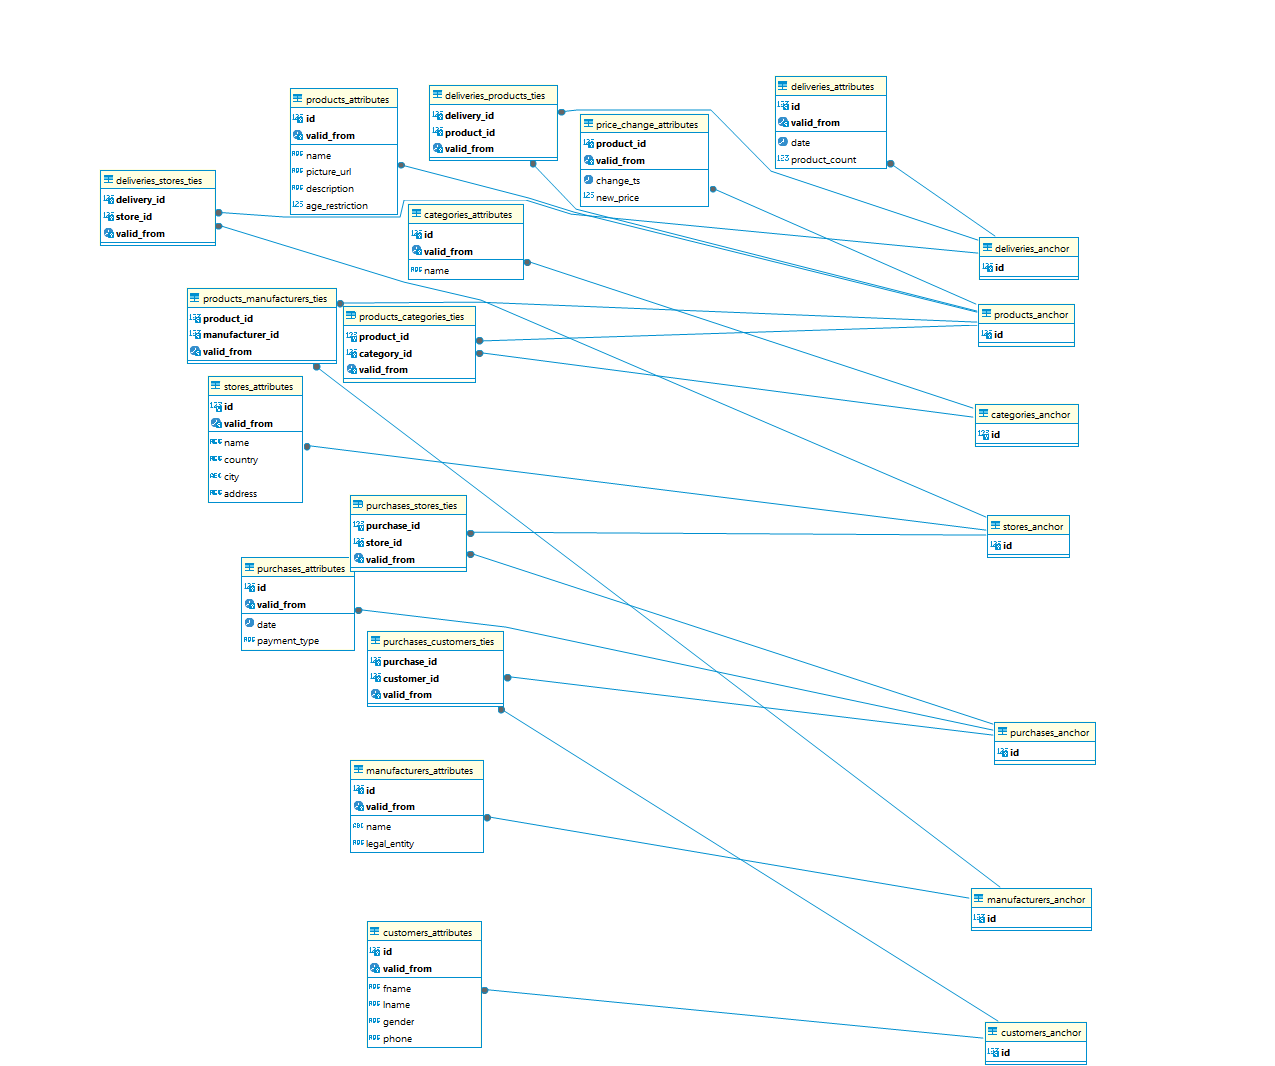 products_attributes
id
valid_from
name
picture_url
description
age_restriction
deliveries_products_ties
delivery_id
product_id
valid_from
price_change_attributes
product_id
valid_from
change_ts
new_price
deliveries_attributes
id
valid_from
date
product_count
deliveries_stores_ties
delivery_id
store_id
valid_from
categories_attributes
id
valid_from
name
deliveries_anchor
id
products_manufacturers_ties
product_id
manufacturer_id
valid_from
products_categories_ties
product_id
category_id
valid_from
products_anchor
id
stores_attributes
id
valid_from
name
country
city
address
categories_anchor
id
purchases_stores_ties
purchase_id
store_id
valid_from
stores_anchor
id
purchases_attributes
id
valid_from
date
payment_type
purchases_customers_ties
purchase_id
customer_id
valid_from
purchases_anchor
id
manufacturers_attributes
id
valid_from
name
legal_entity
manufacturers_anchor
id
customers_attributes
id
valid_from
fname
lname
gender
phone
customers_anchor
id